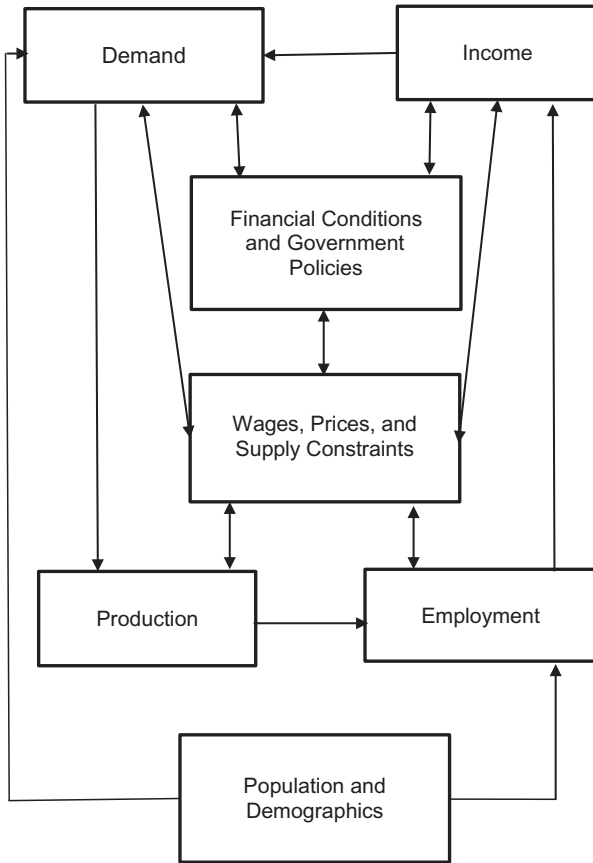 Demand
Income
Financial Conditions
and Government
Policies
Wages, Prices, and
Supply Constraints
Production
Employment
Population and
Demographics